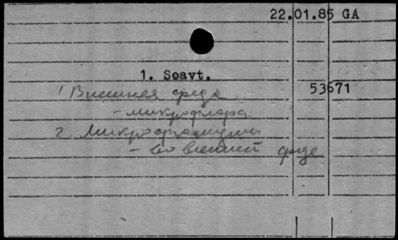 22.01.85 GA
1. Soavt.
53671
1 Внешняя среда
- микрофлора
2 Микроорганизмы
- во внешней среде